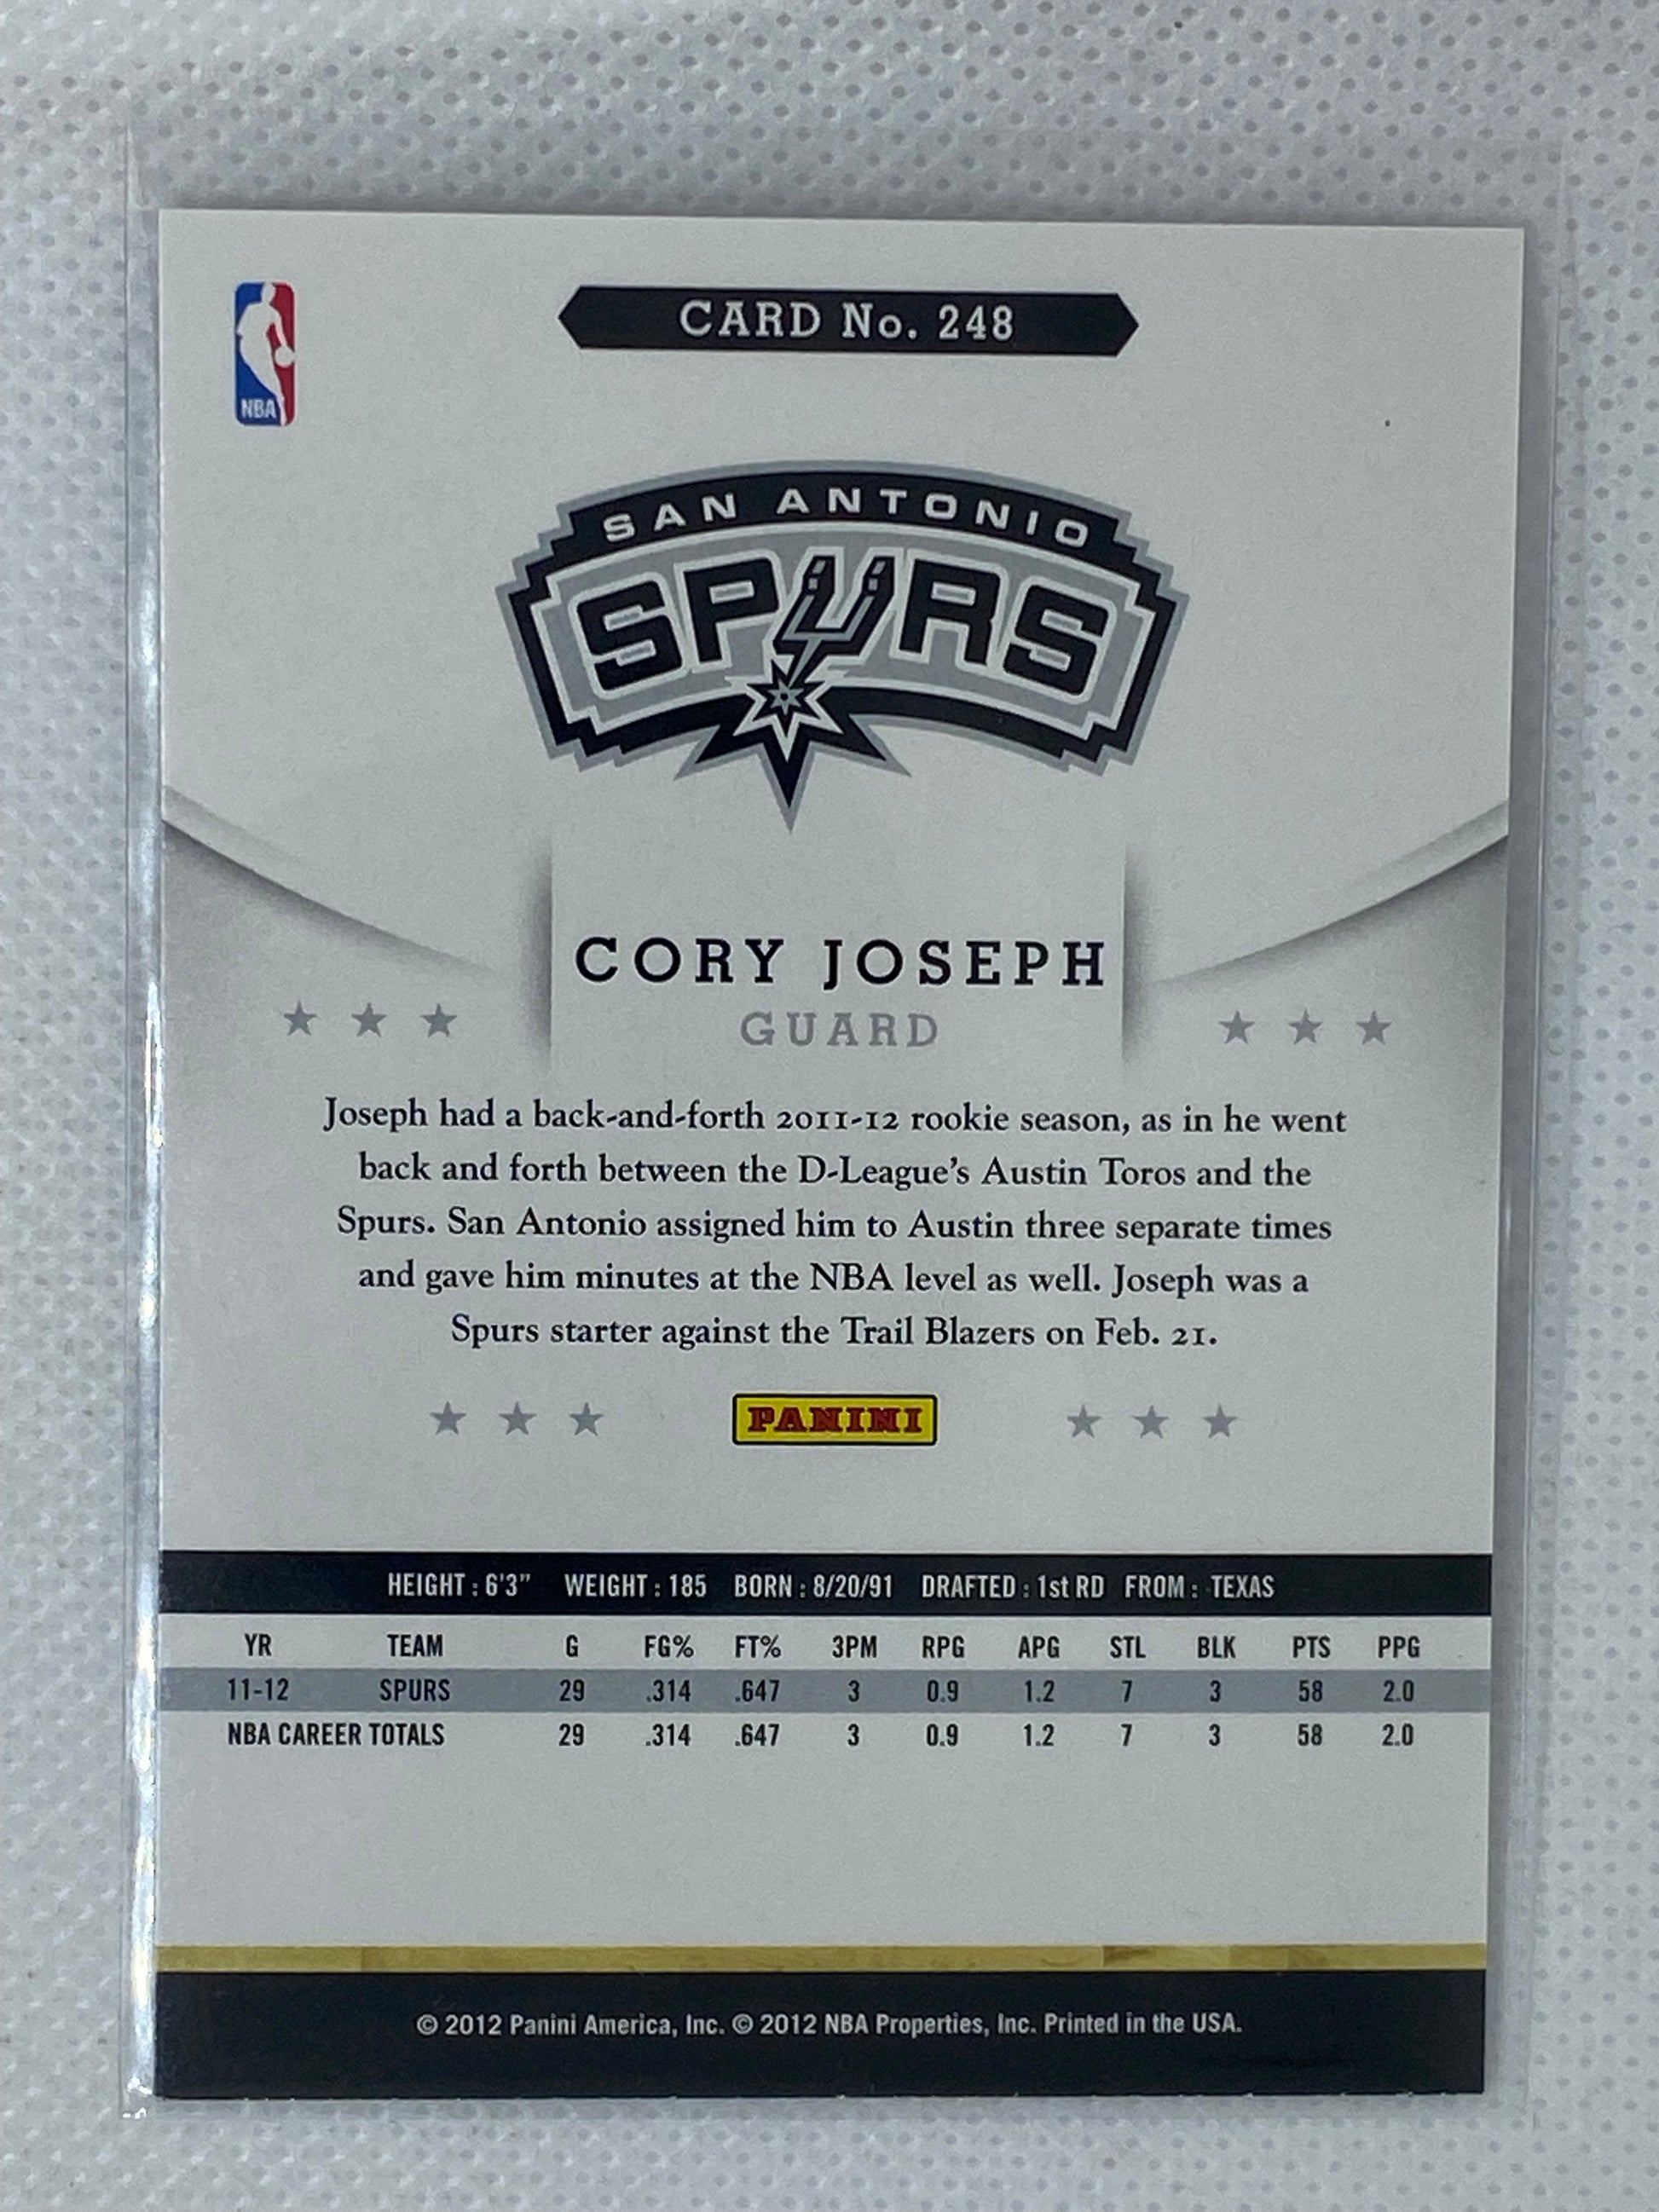 CARD No. 248
NBA
SAN ANTONIO
SPURS
CORY JOSEPH
GUARD
Joseph had a back-and-forth 2011-12 rookie season, as in he went
back and forth between the D-League's Austin Toros and the
Spurs. San Antonio assigned him to Austin three separate times
and gave him minutes at the NBA level as well. Joseph was a
Spurs starter against the Trail Blazers on Feb. 21.
PANINI
HEIGHT : 6'3" WEIGHT : 185 BORN : 8/20/91 DRAFTED : 1st RD FROM : TEXAS
YR TEAM G FG% FT% 3PM RPG APG STL BLK PTS PPG
11-12 SPURS 29 .314 .647 3 0.9 1.2 7 3 58 2.0
NBA CAREER TOTALS 29 .314 .647 3 0.9 1.2 7 3 58 2.0
© 2012 Panini America, Inc. © 2012 NBA Properties, Inc. Printed in the USA.